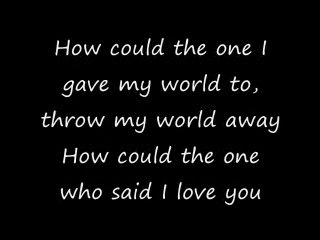 How could the one I
gave my world to,
throw my world away
How could the one
who said I love you